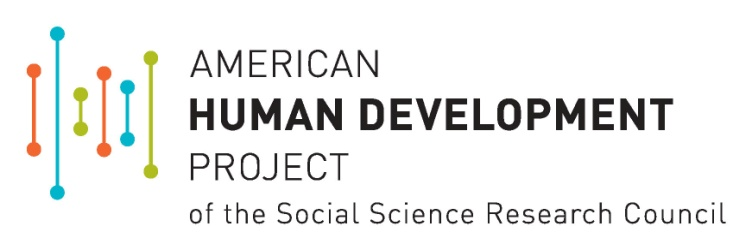 AMERICAN
HUMAN DEVELOPMENT
PROJECT
of the Social Science Research Council